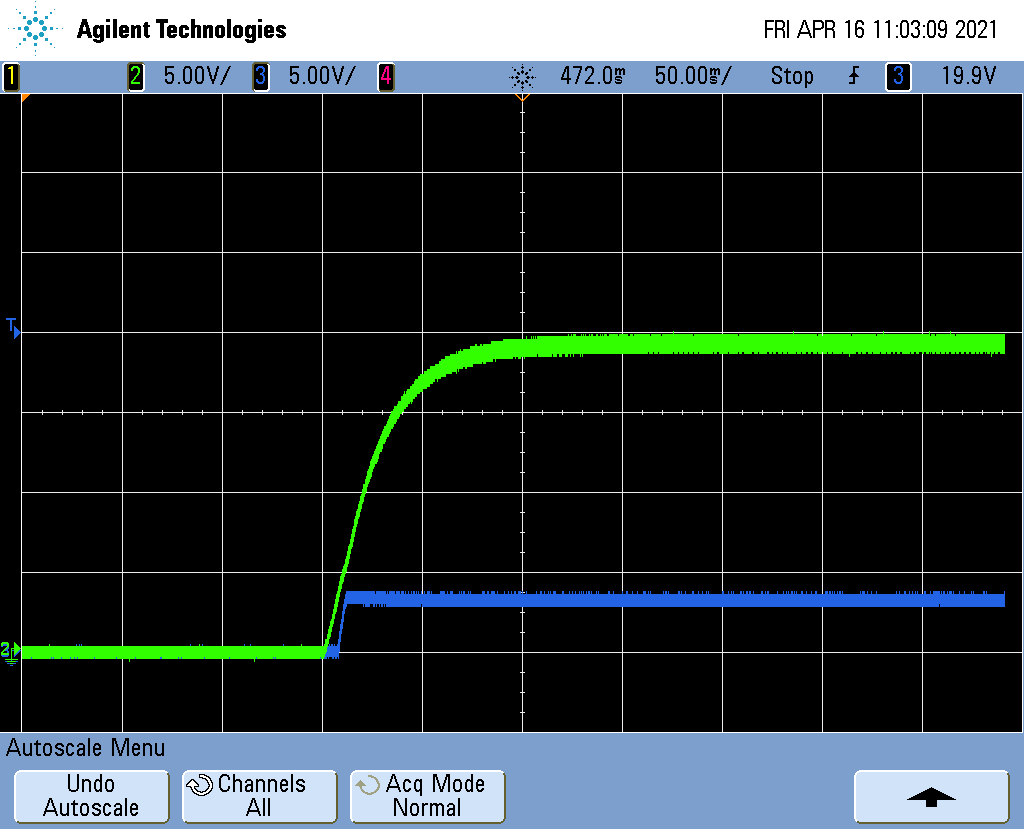 Agilent Technologies FRI APR 16 11:03:09 2021
1 2 5.00V/ 3 5.00V/ 4 472.0ms 50.00ms/ Stop 3 19.9V
T
2
Autoscale Menu
Undo
Autoscale
Channels
All
Acq Mode
Normal